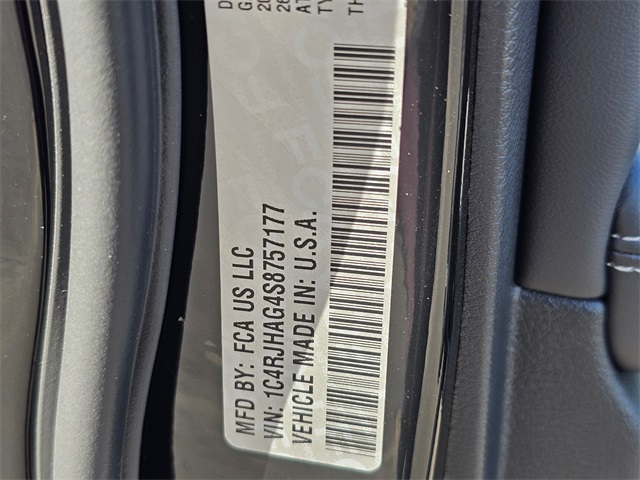 MFD BY: FCA US LLC
VIN: 1C4RJHAG4S8757177
VEHICLE MADE IN: U.S.A.